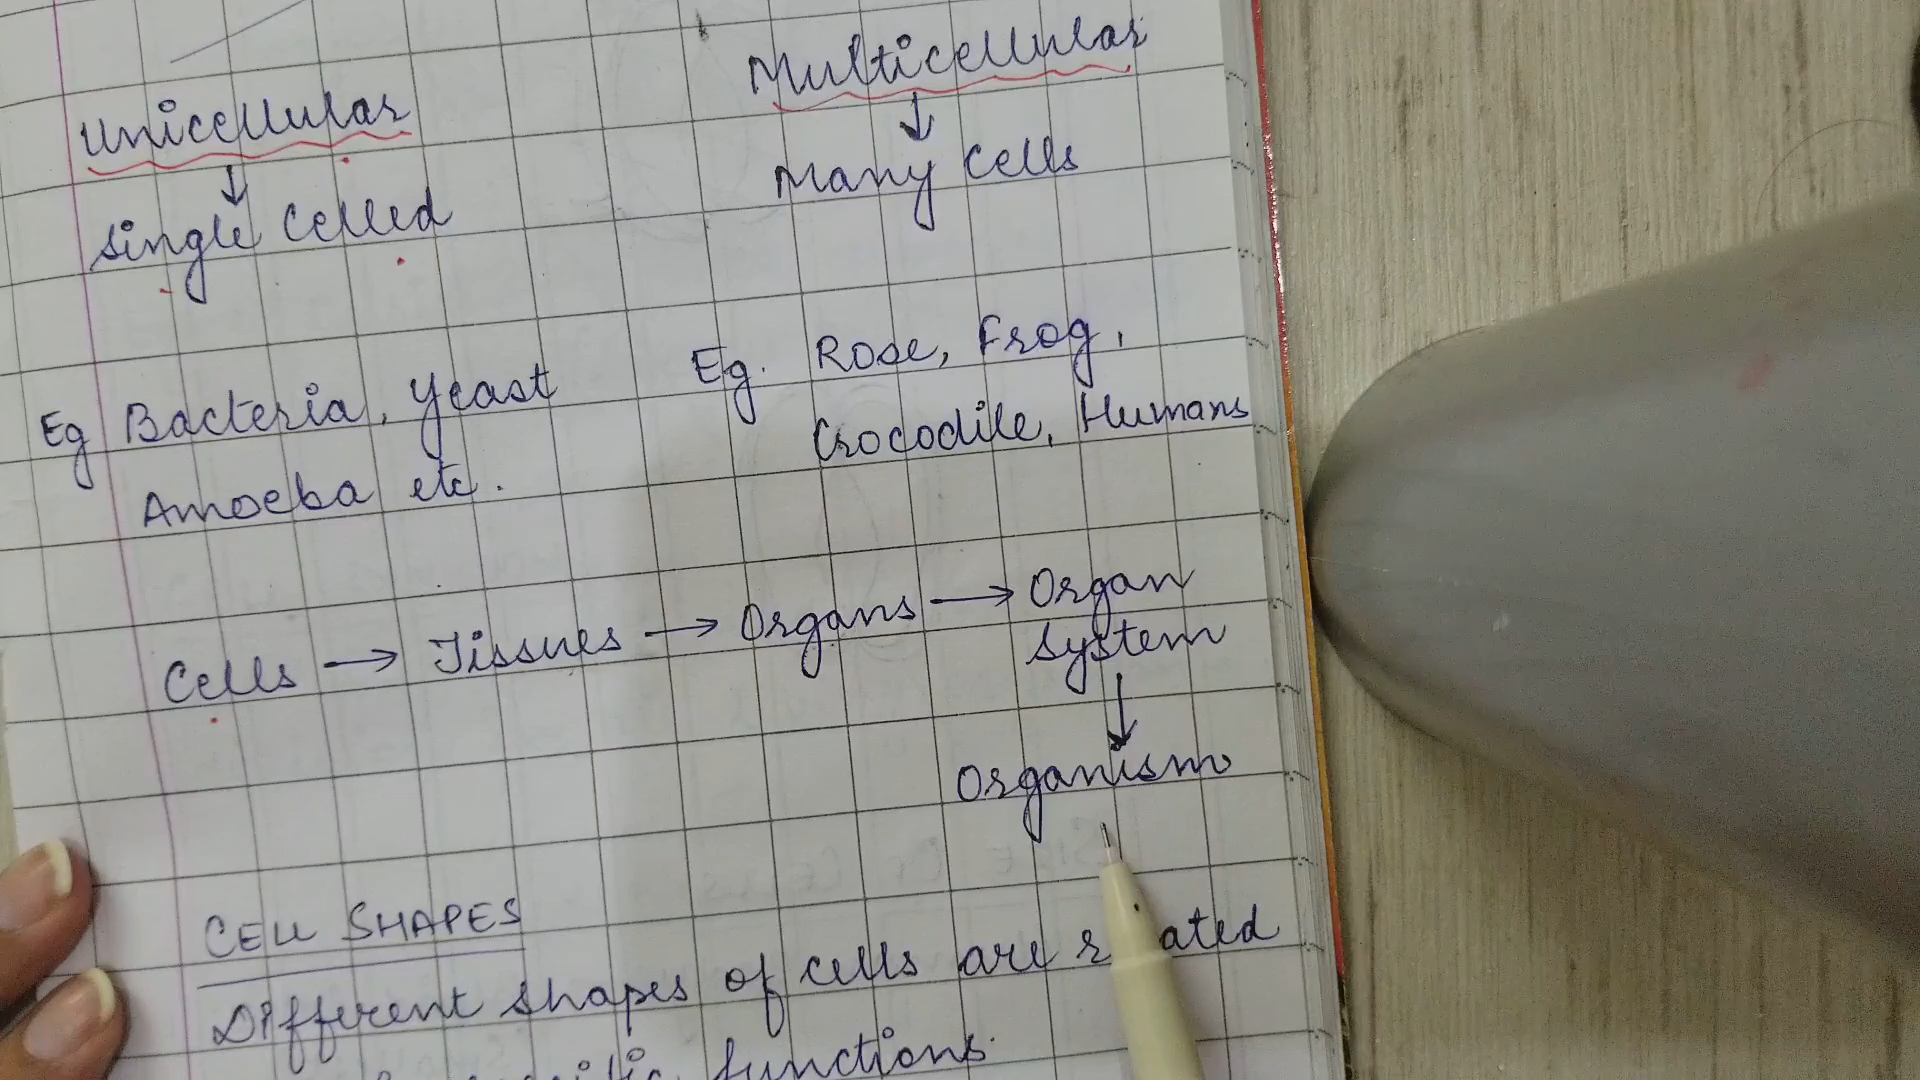 Unicellular
↓
Single Celled
Eg Bacteria, Yeast
Amoeba etc.
Multicellular
↓
Many Cells
Eg. Rose, Frog,
Crocodile, Humans
Cells → Tissues → Organs → Organ
System
↓
Organism
CELL SHAPES
Different shapes of cells are
functions.